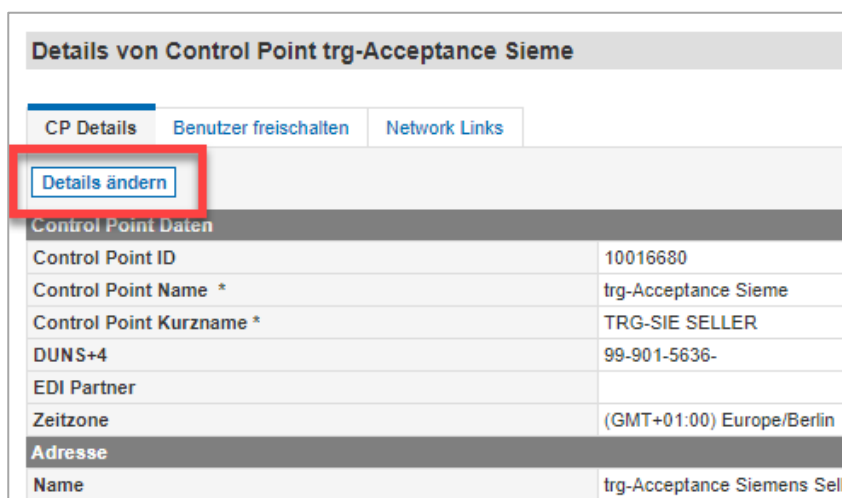 Details von Control Point trg-Acceptance Sieme
CP Details Benutzer freischalten Network Links
Details ändern
Control Point Daten
Control Point ID 10016680
Control Point Name * trg-Acceptance Sieme
Control Point Kurzname * TRG-SIE SELLER
DUNS+4 99-901-5636-
EDI Partner
Zeitzone (GMT+01:00) Europe/Berlin
Adresse
Name trg-Acceptance Siemens Sell